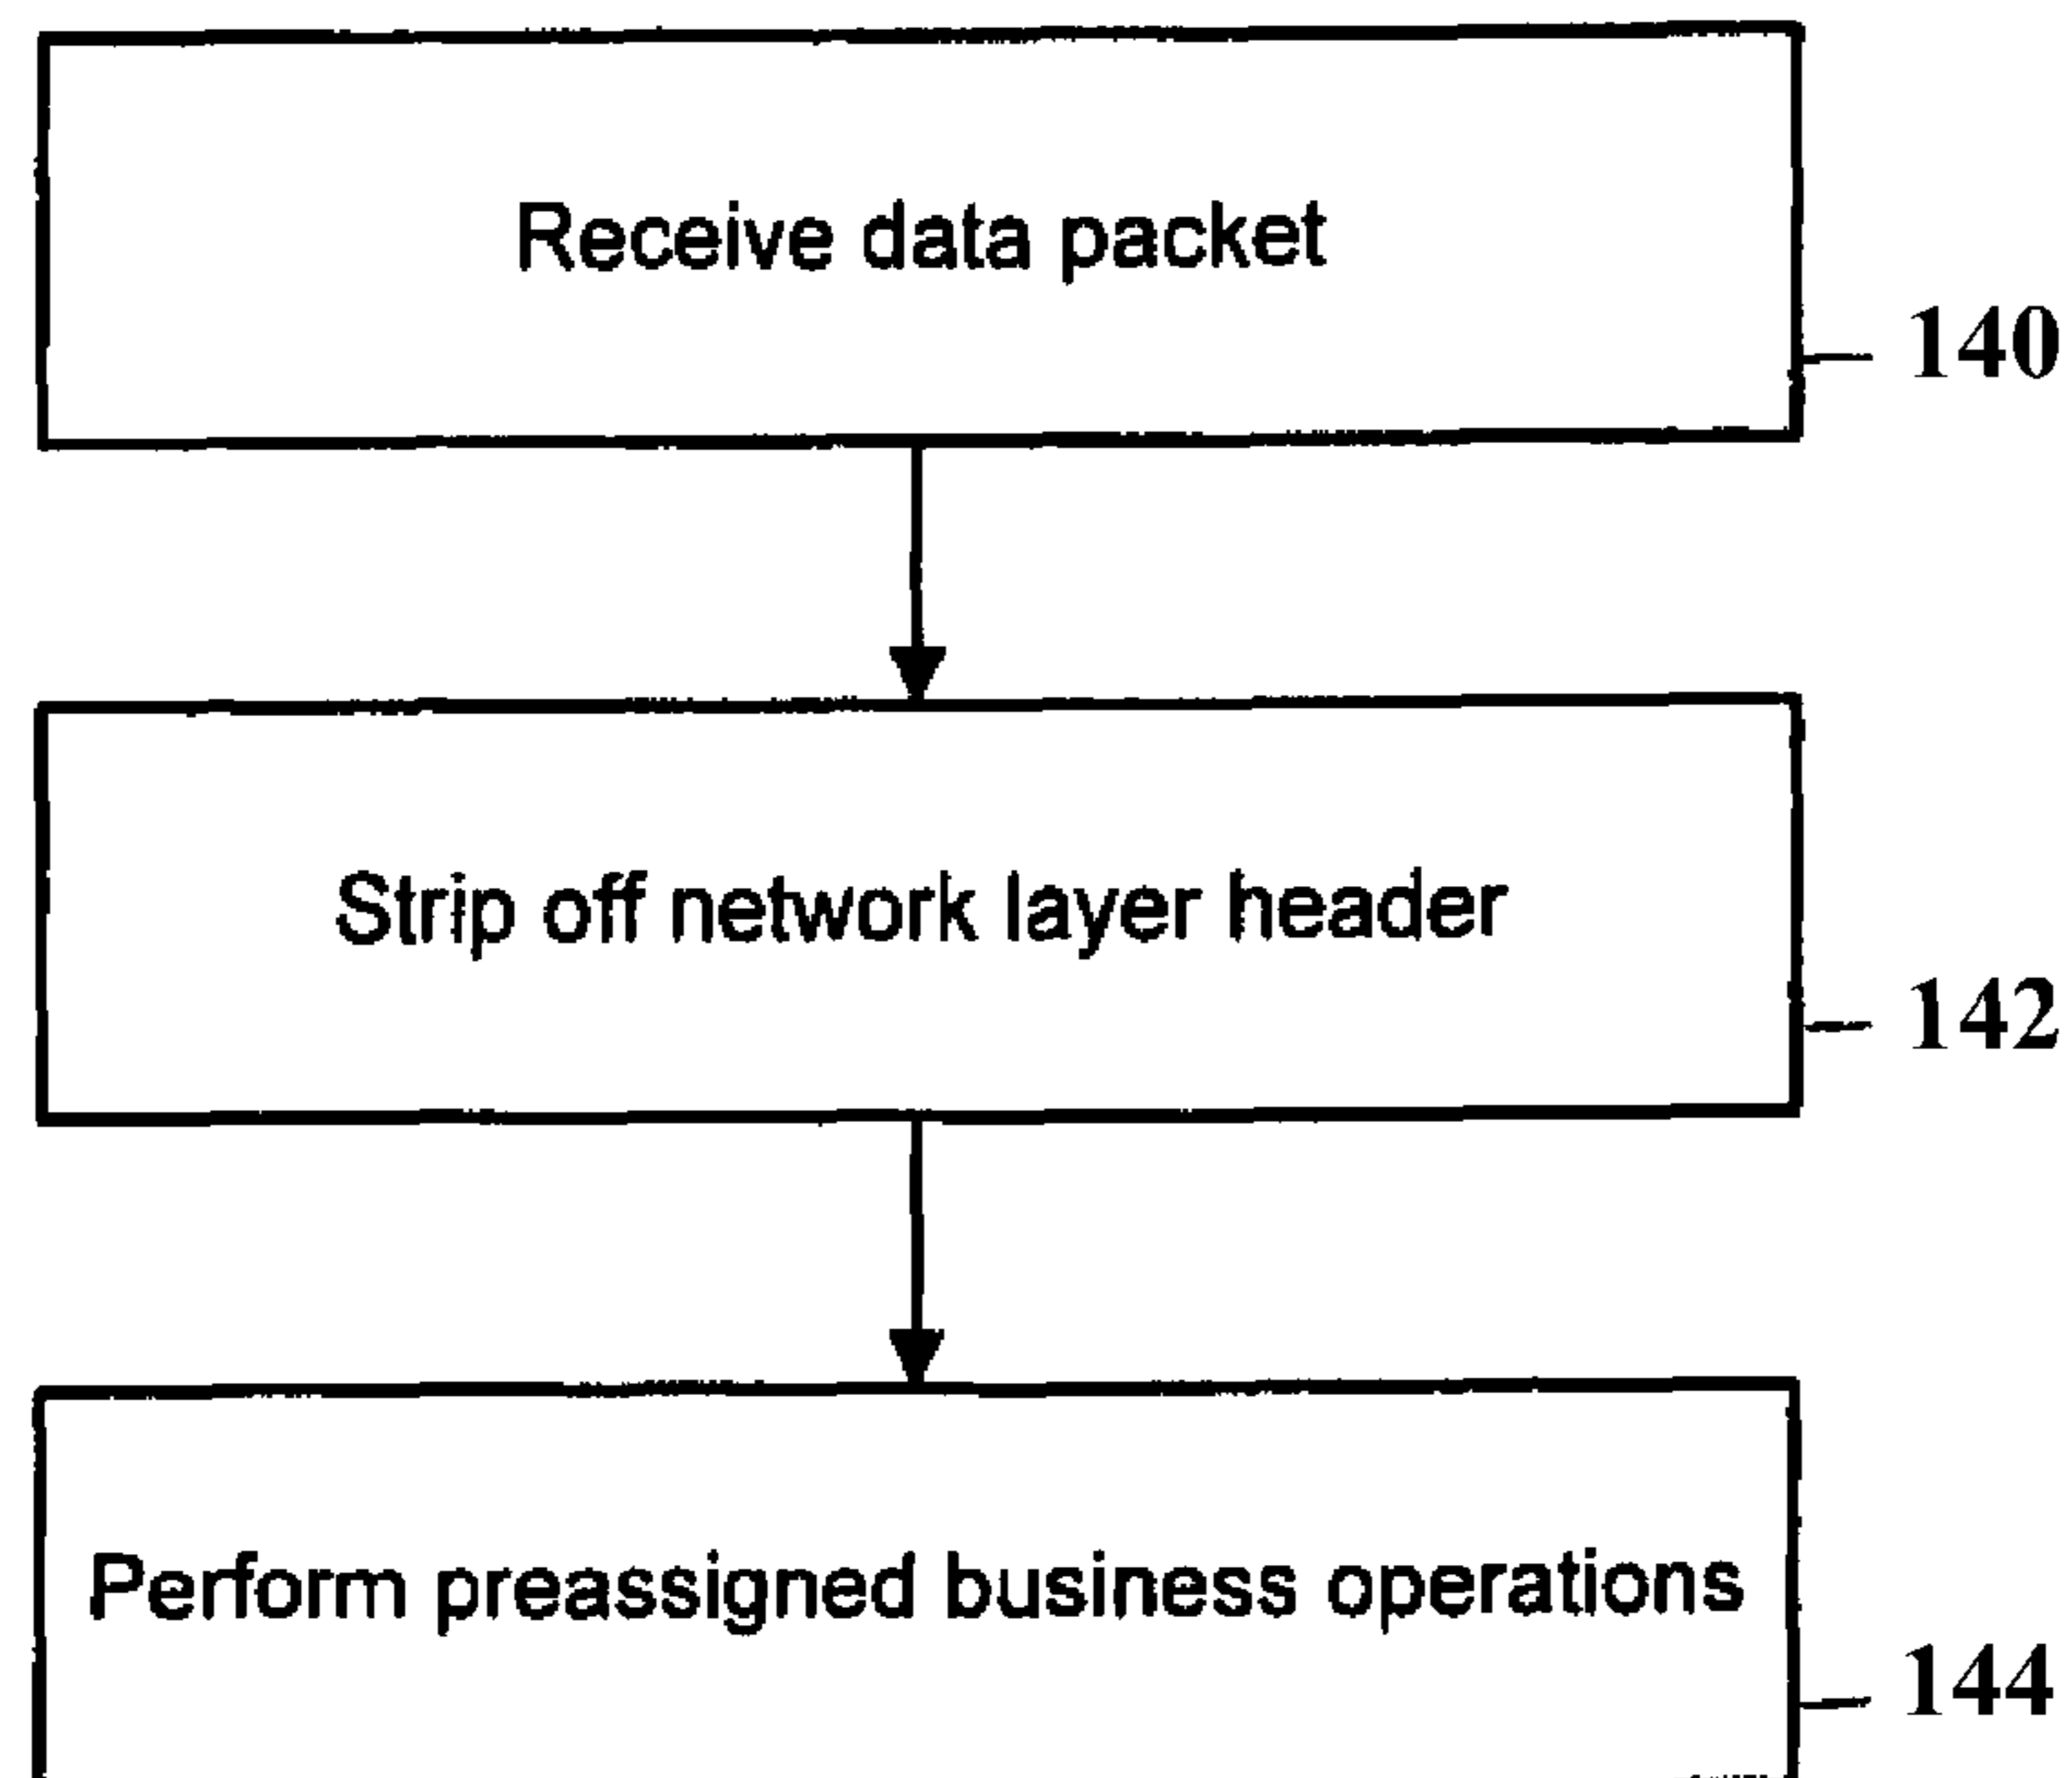 Receive data packet
140
Strip off network layer header
142
Perform preassigned business operations
144